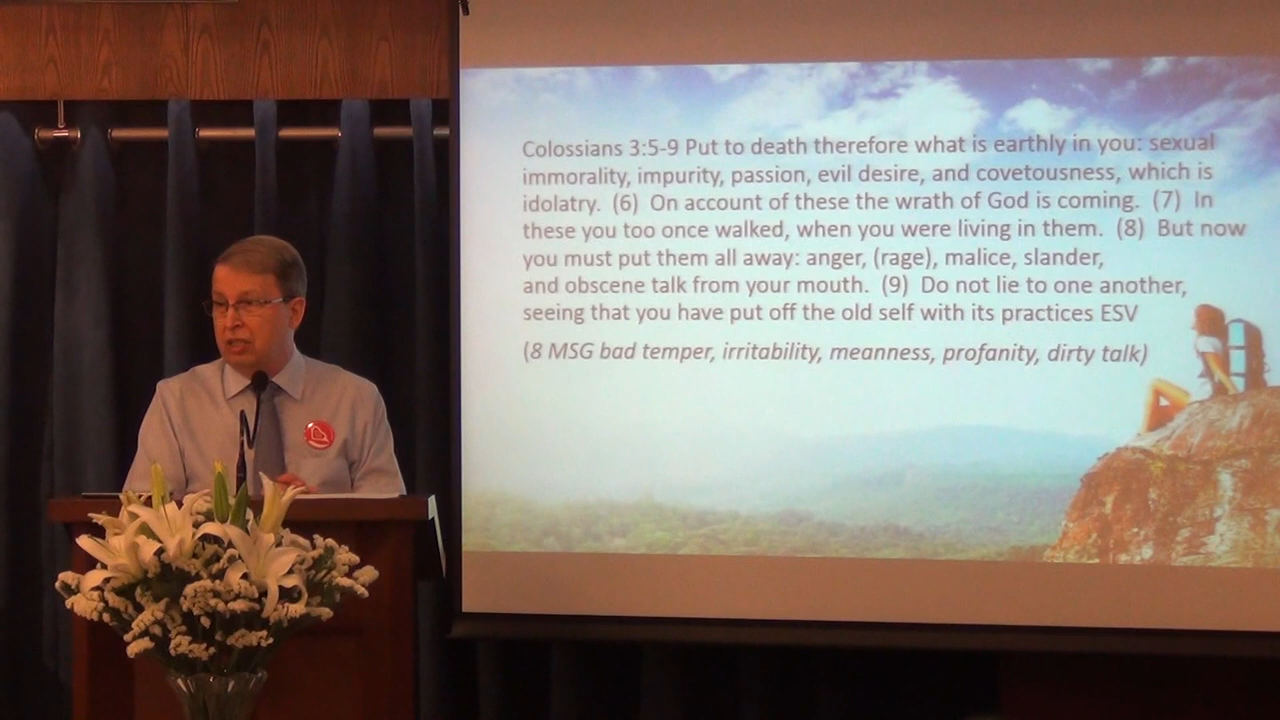 Colossians 3:5-9 Put to death therefore what is earthly in you: sexual
immorality, impurity, passion, evil desire, and covetousness, which is
idolatry.  (6)  On account of these the wrath of God is coming.  (7)  In
these you too once walked, when you were living in them.  (8)  But now
you must put them all away: anger, (rage), malice, slander,
and obscene talk from your mouth.  (9)  Do not lie to one another,
seeing that you have put off the old self with its practices ESV
(8 MSG bad temper, irritability, meanness, profanity, dirty talk)